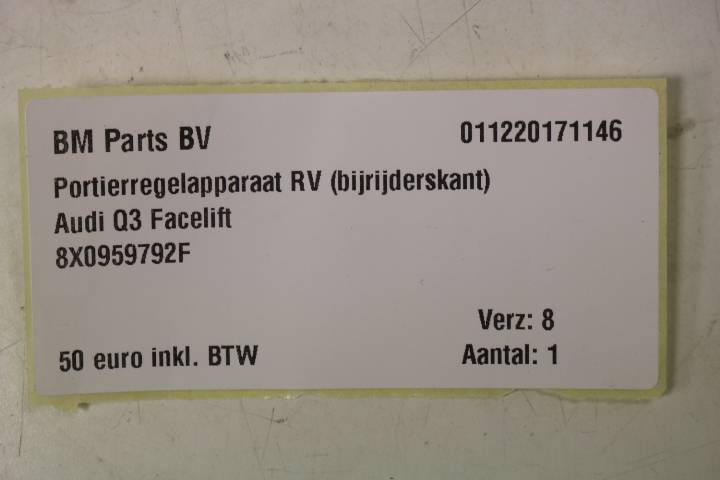 BM Parts BV 011220171146
Portierregelapparaat RV (bijrijderskant)
Audi Q3 Facelift
8X0959792F
Verz: 8
50 euro inkl. BTW Aantal: 1